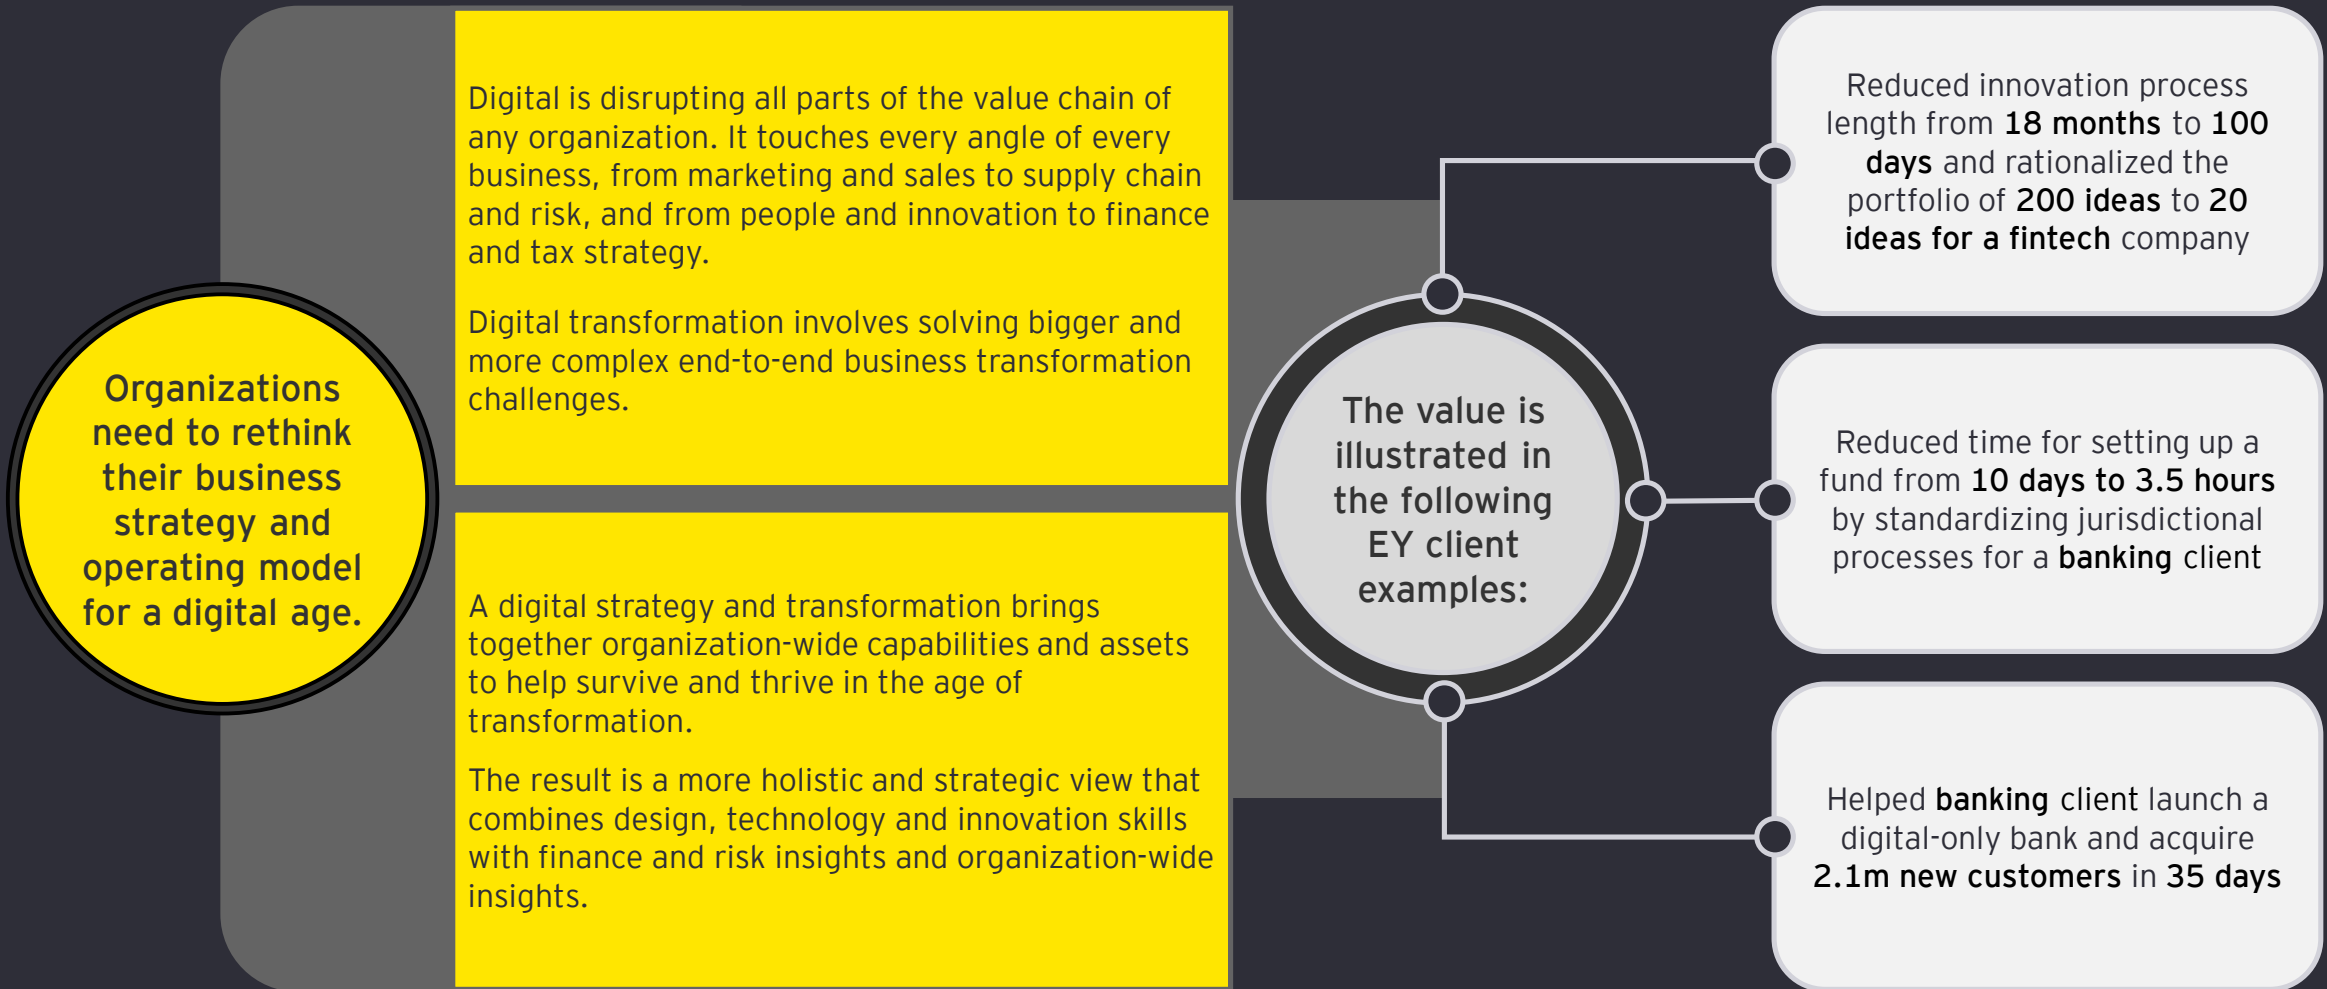 Organizations
need to rethink
their business
strategy and
operating model
for a digital age.
Digital is disrupting all parts of the value chain of
any organization. It touches every angle of every
business, from marketing and sales to supply chain
and risk, and from people and innovation to finance
and tax strategy.
Digital transformation involves solving bigger and
more complex end-to-end business transformation
challenges.
A digital strategy and transformation brings
together organization-wide capabilities and assets
to help survive and thrive in the age of
transformation.
The result is a more holistic and strategic view that
combines design, technology and innovation skills
with finance and risk insights and organization-wide
insights.
The value is
illustrated in
the following
EY client
examples:
Reduced innovation process
length from 18 months to 100
days and rationalized the
portfolio of 200 ideas to 20
ideas for a fintech company
Reduced time for setting up a
fund from 10 days to 3.5 hours
by standardizing jurisdictional
processes for a banking client
Helped banking client launch a
digital-only bank and acquire
2.1m new customers in 35 days